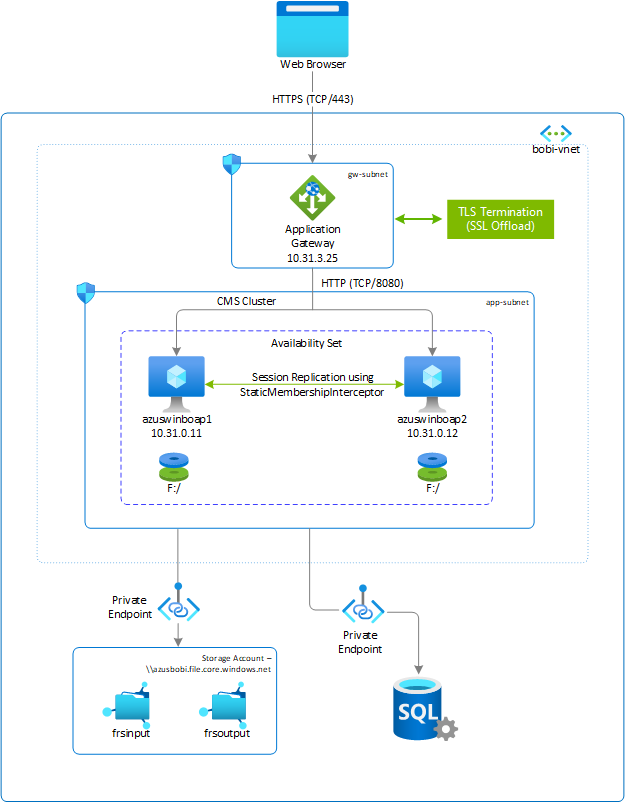 Web Browser
HTTPS (TCP/443)
bobi-vnet
gw-subnet
Application
Gateway
10.31.3.25
TLS Termination
(SSL Offload)
HTTP (TCP/8080)
CMS Cluster
app-subnet
Availability Set
Session Replication using
StaticMembershipInterceptor
azuswinboap1
10.31.0.11
azuswinboap2
10.31.0.12
F:/
F:/
Private
Endpoint
Private
Endpoint
Storage Account –
\\azusbobi.file.core.windows.net
frsinput
frsoutput
SQL